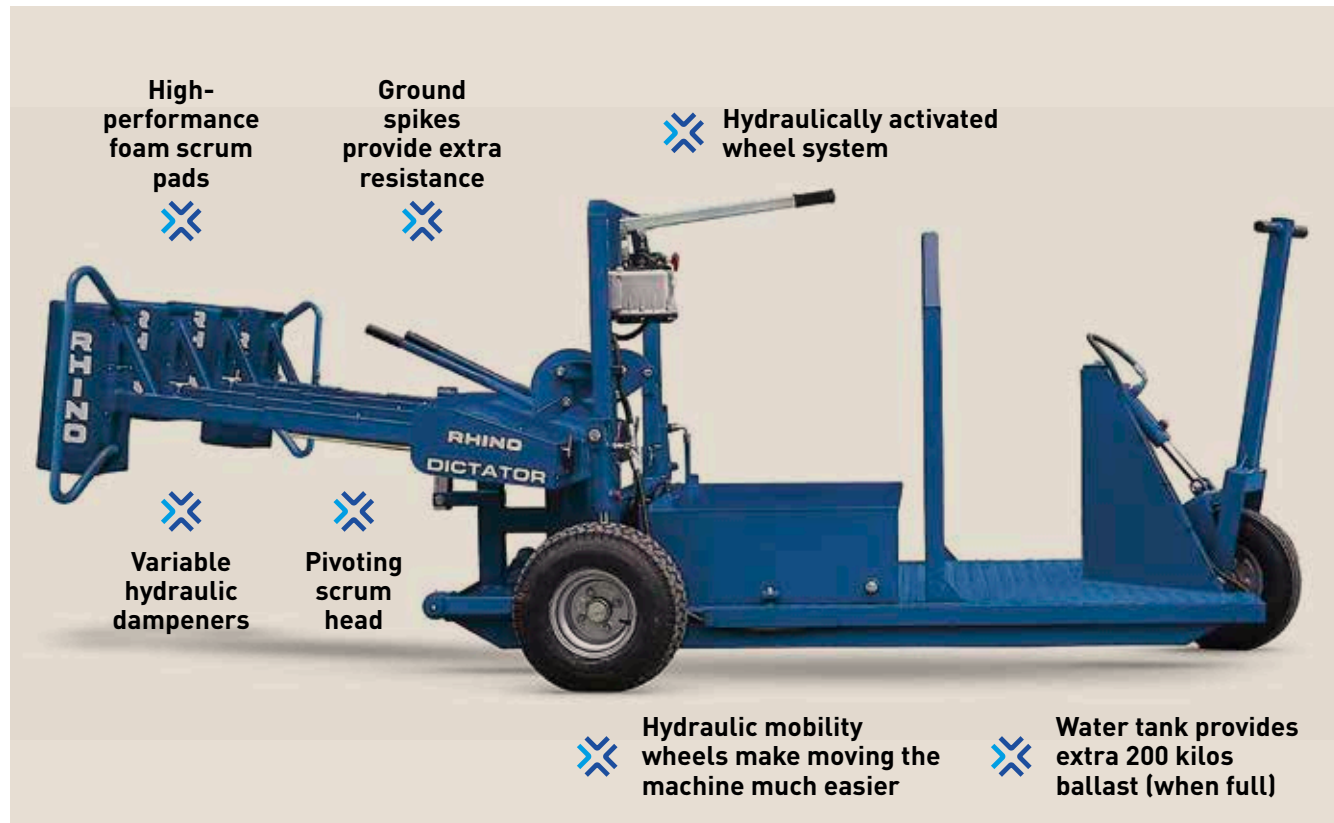 High-
performance
foam scrum
pads
Ground
spikes
provide extra
resistance
Hydraulically activated
wheel system
RHINO
RHINO
DICTATOR
Variable
hydraulic
dampeners
Pivoting
scrum
head
Hydraulic mobility
wheels make moving the
machine much easier
Water tank provides
extra 200 kilos
ballast (when full)